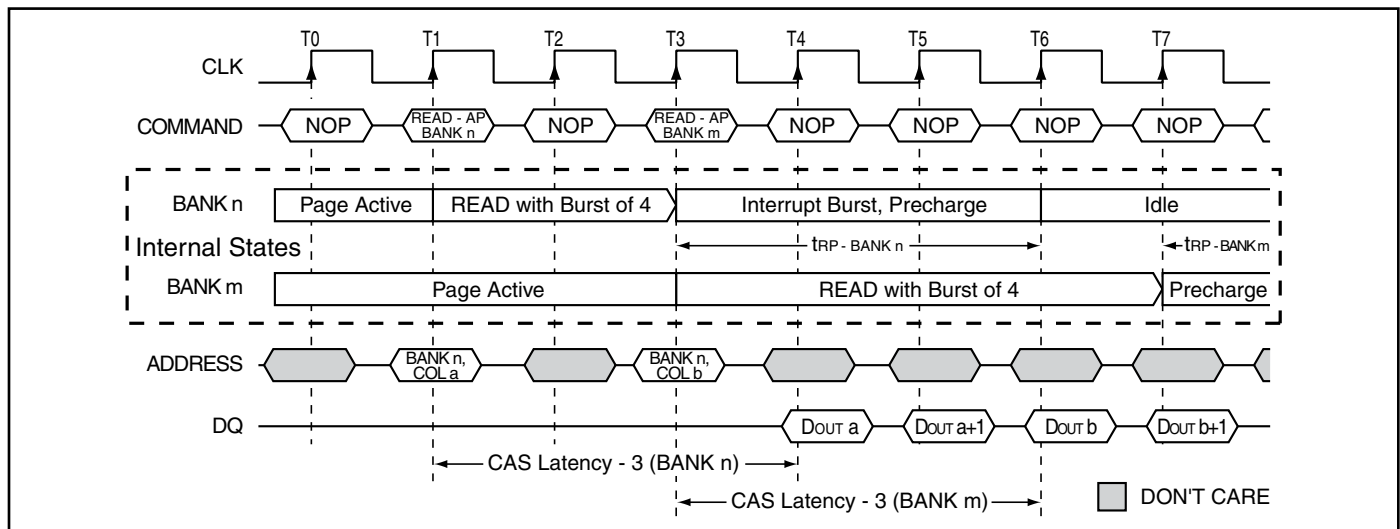 T0 T1 T2 T3 T4 T5 T6 T7
CLK
COMMAND NOP READ - AP BANK n NOP READ - AP BANK m NOP NOP NOP NOP
BANK n Page Active READ with Burst of 4 Interrupt Burst, Precharge Idle
Internal States tRP - BANK n tRP - BANK m
BANK m Page Active READ with Burst of 4 Precharge
ADDRESS BANK n, COL a BANK n, COL b
DQ DOUT a DOUT a+1 DOUT b DOUT b+1
CAS Latency - 3 (BANK n)
CAS Latency - 3 (BANK m) DON'T CARE